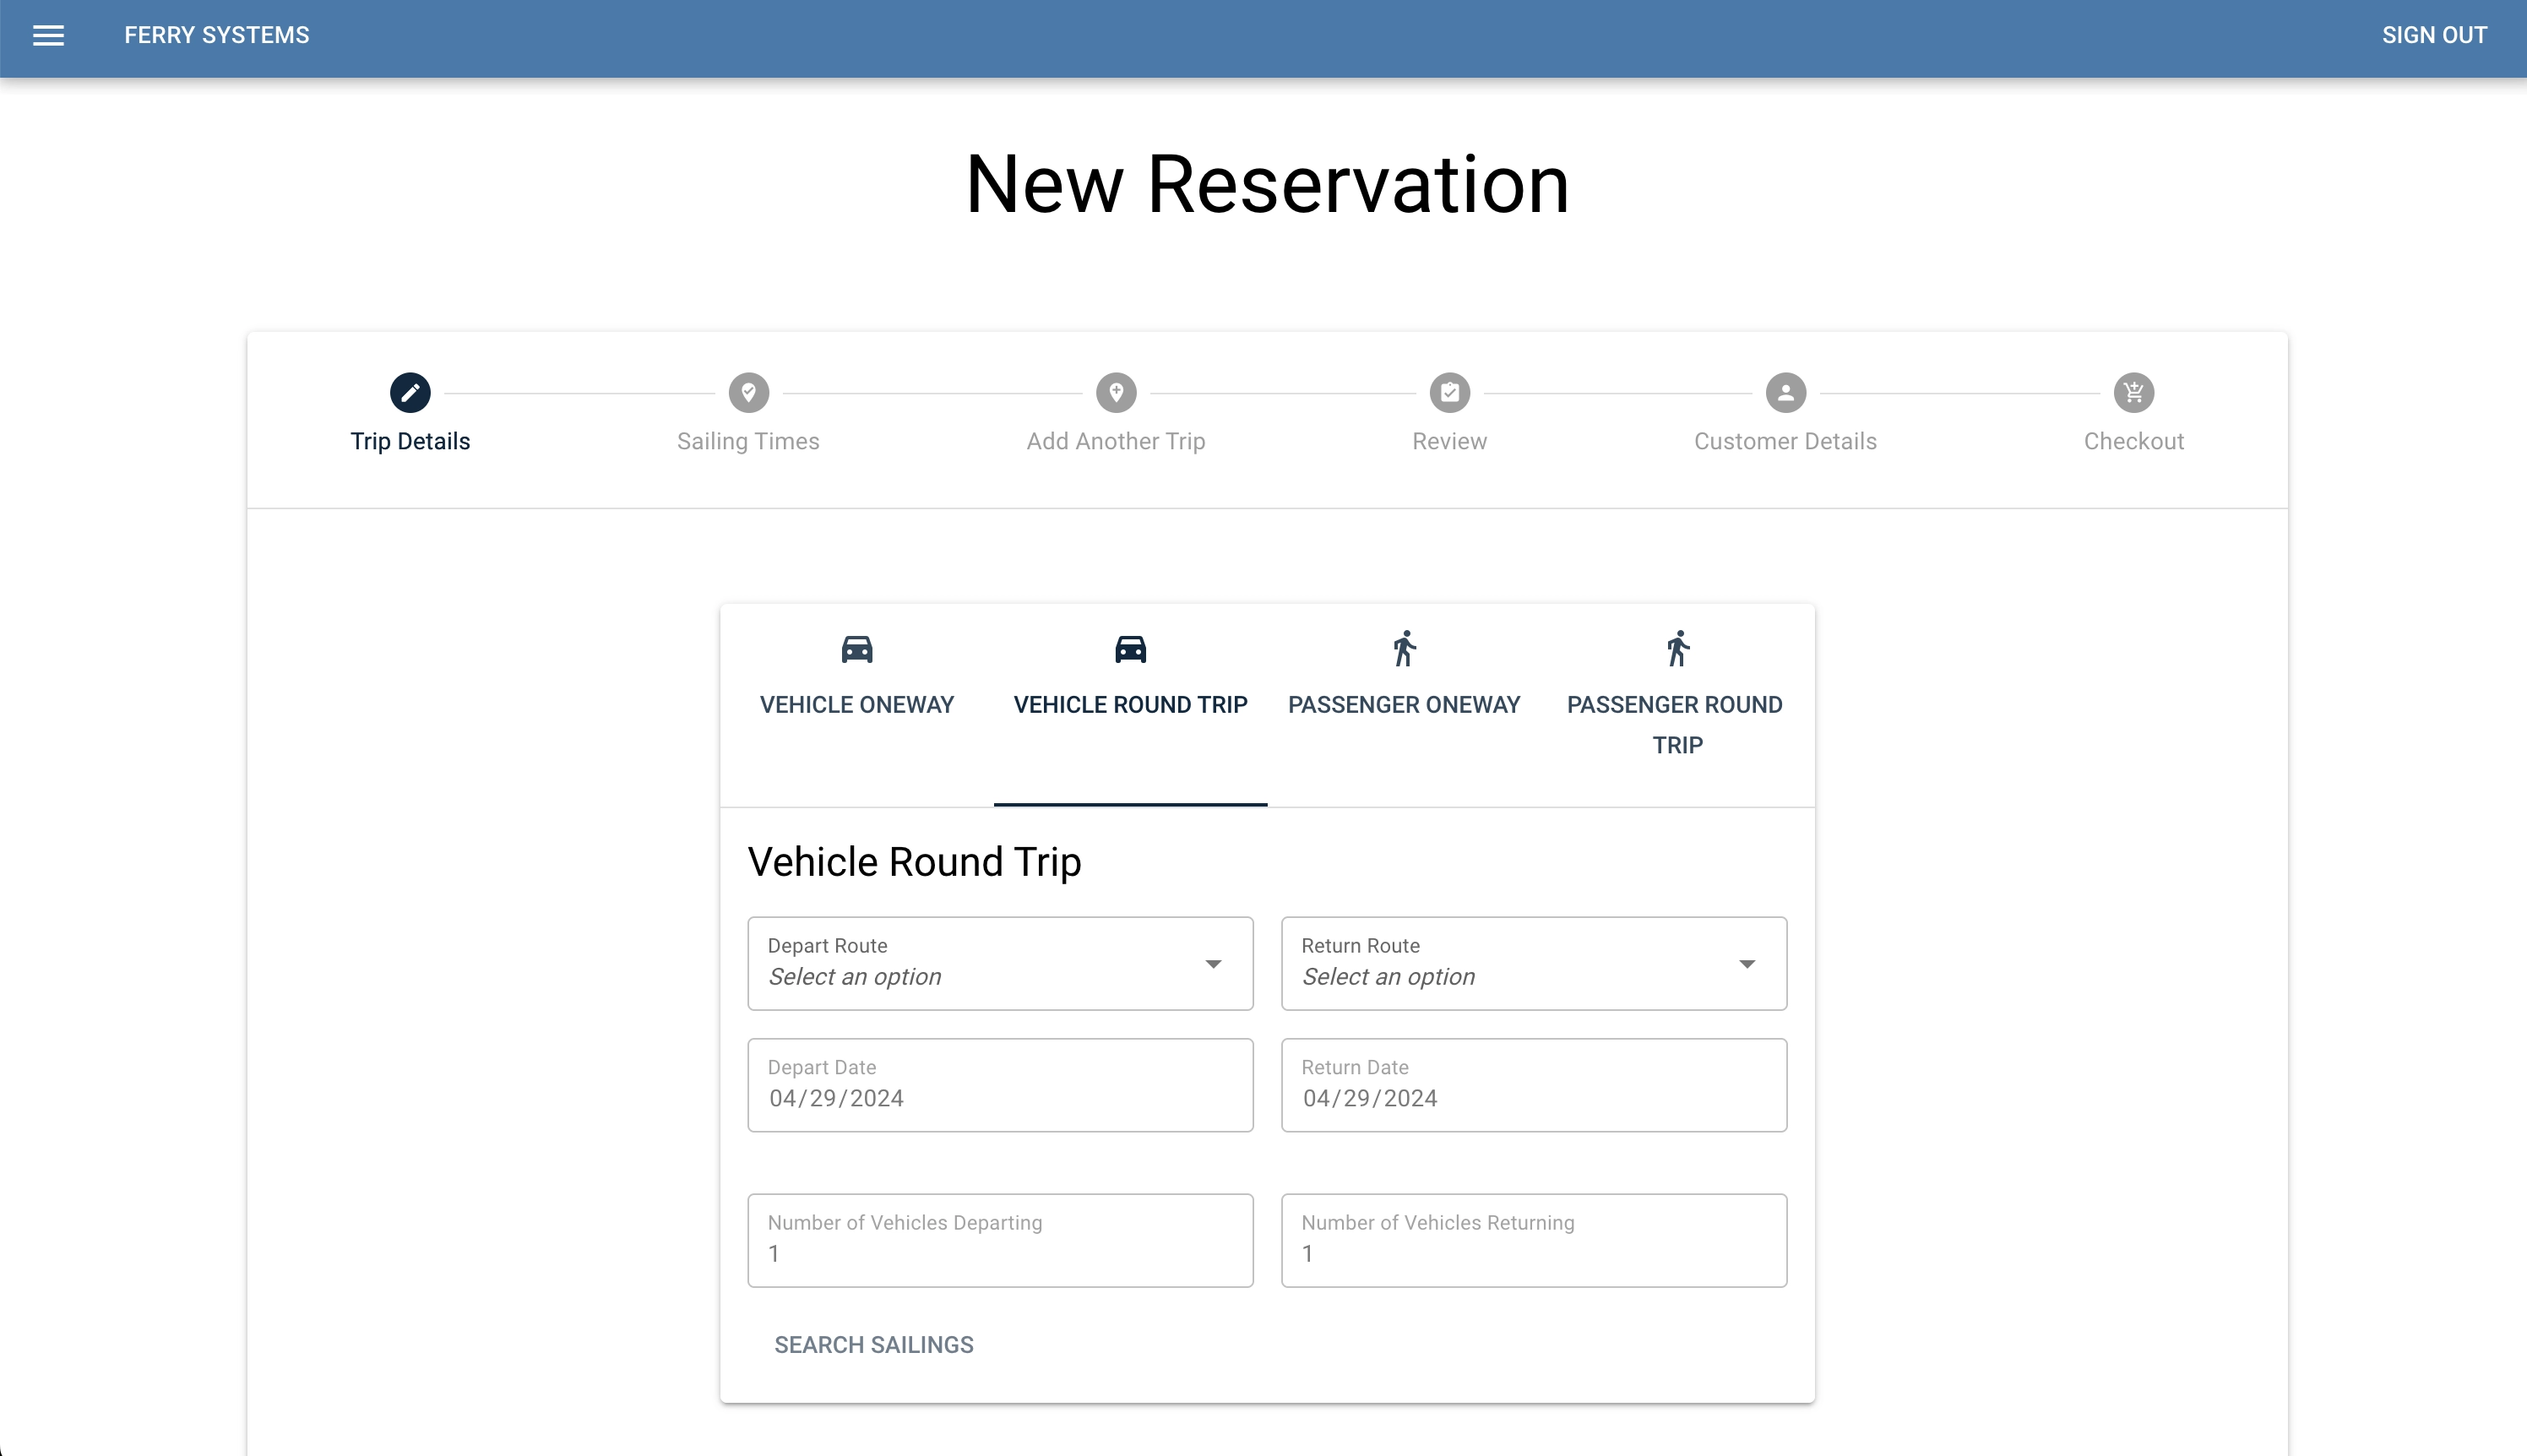 FERRY SYSTEMS
SIGN OUT
New Reservation
Trip Details
Sailing Times
Add Another Trip
Review
Customer Details
Checkout
VEHICLE ONEWAY
VEHICLE ROUND TRIP
PASSENGER ONEWAY
PASSENGER ROUND
TRIP
Vehicle Round Trip
Depart Route
Select an option
Return Route
Select an option
Depart Date
04/29/2024
Return Date
04/29/2024
Number of Vehicles Departing
1
Number of Vehicles Returning
1
SEARCH SAILINGS